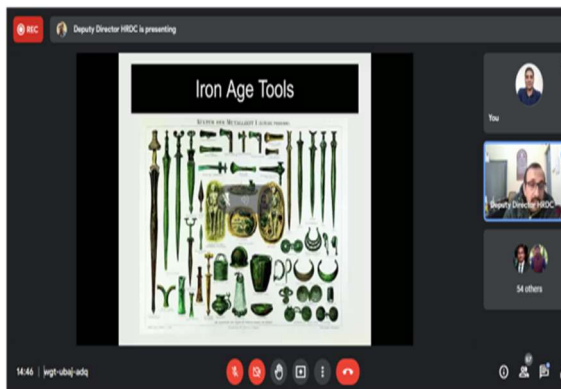 REC
Deputy Director HRDC is presenting
Iron Age Tools
You
Deputy Director HRDC
54 others
14:46 | wgt-ubaj-adq